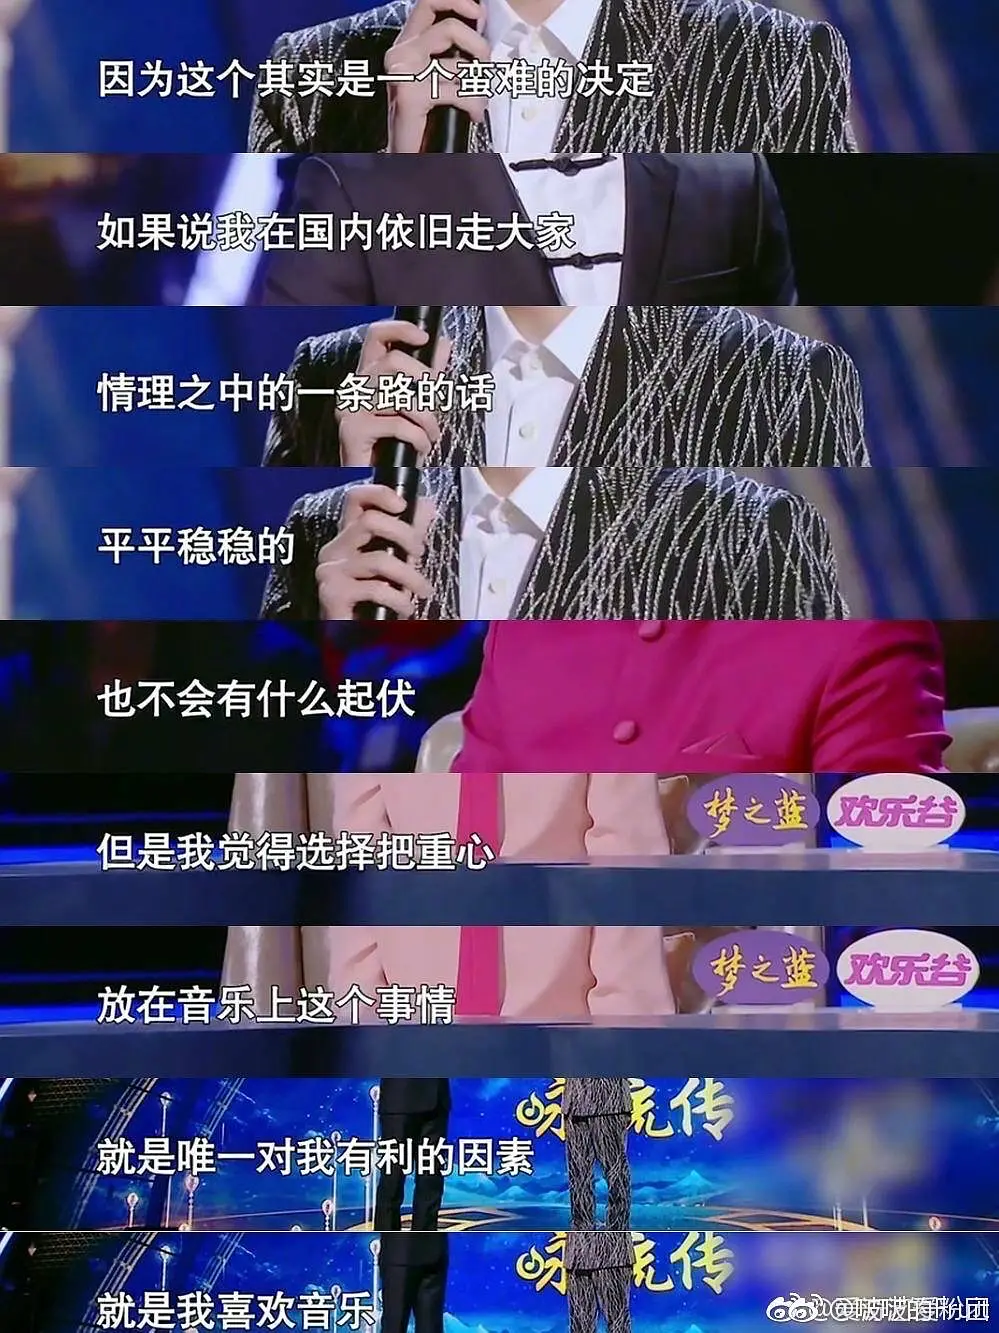 因为这个其实是一个蛮难的决定
如果说我在国内依旧走大家
情理之中的一条路的话
平平稳稳的
也不会有什么起伏
但是我觉得选择把重心
梦之蓝
欢乐谷
放在音乐上这个事情
梦之蓝
欢乐谷
就是唯一对我有利的因素
传
就是我喜欢音乐
传